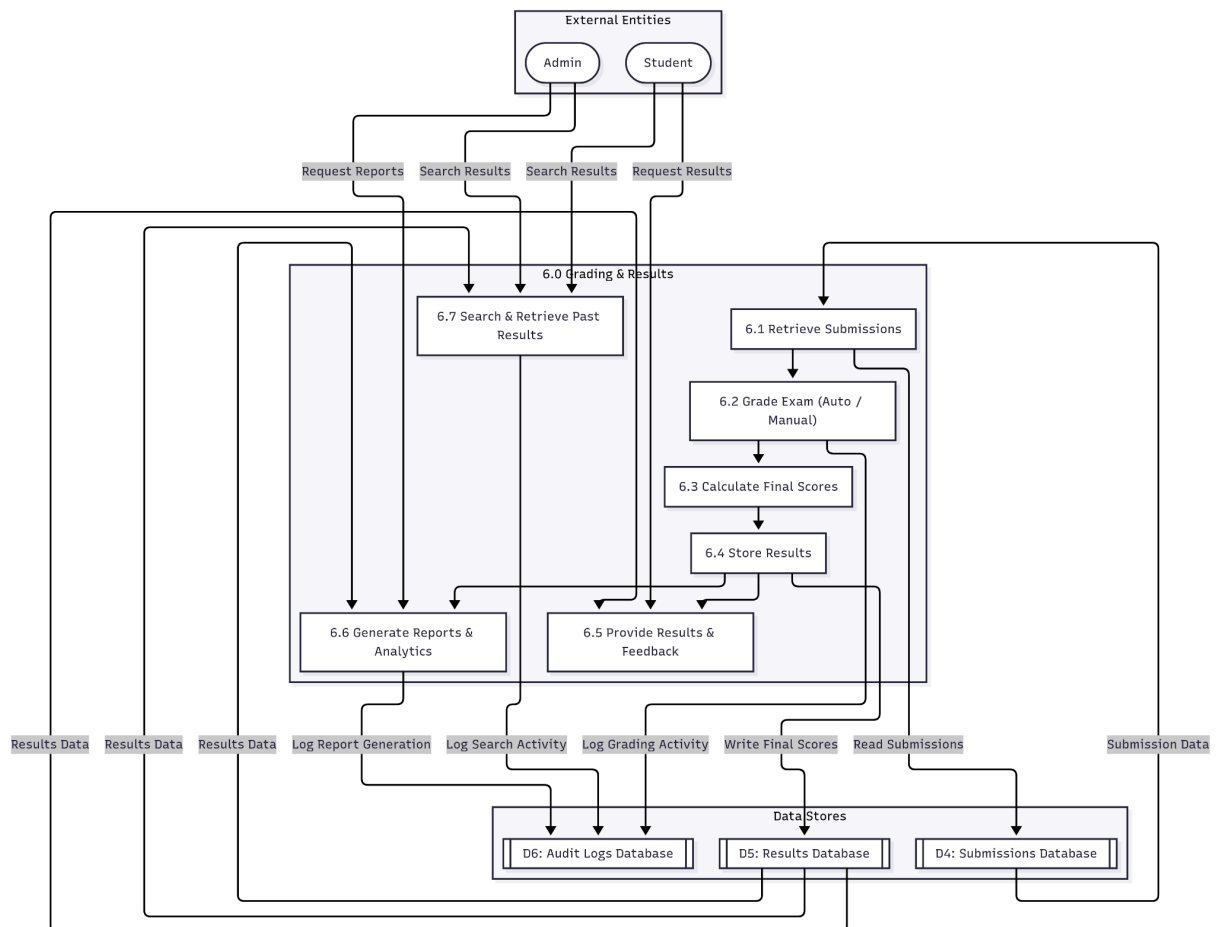 External Entities
Admin
Student
Request Reports
Search Results
Search Results
Request Results
6.0 Grading & Results
6.7 Search & Retrieve Past
Results
6.1 Retrieve Submissions
6.2 Grade Exam (Auto /
Manual)
6.3 Calculate Final Scores
6.4 Store Results
6.6 Generate Reports &
Analytics
6.5 Provide Results &
Feedback
Results Data
Results Data
Results Data
Log Report Generation
Log Search Activity
Log Grading Activity
Write Final Scores
Read Submissions
Submission Data
Data Stores
D6: Audit Logs Database
D5: Results Database
D4: Submissions Database